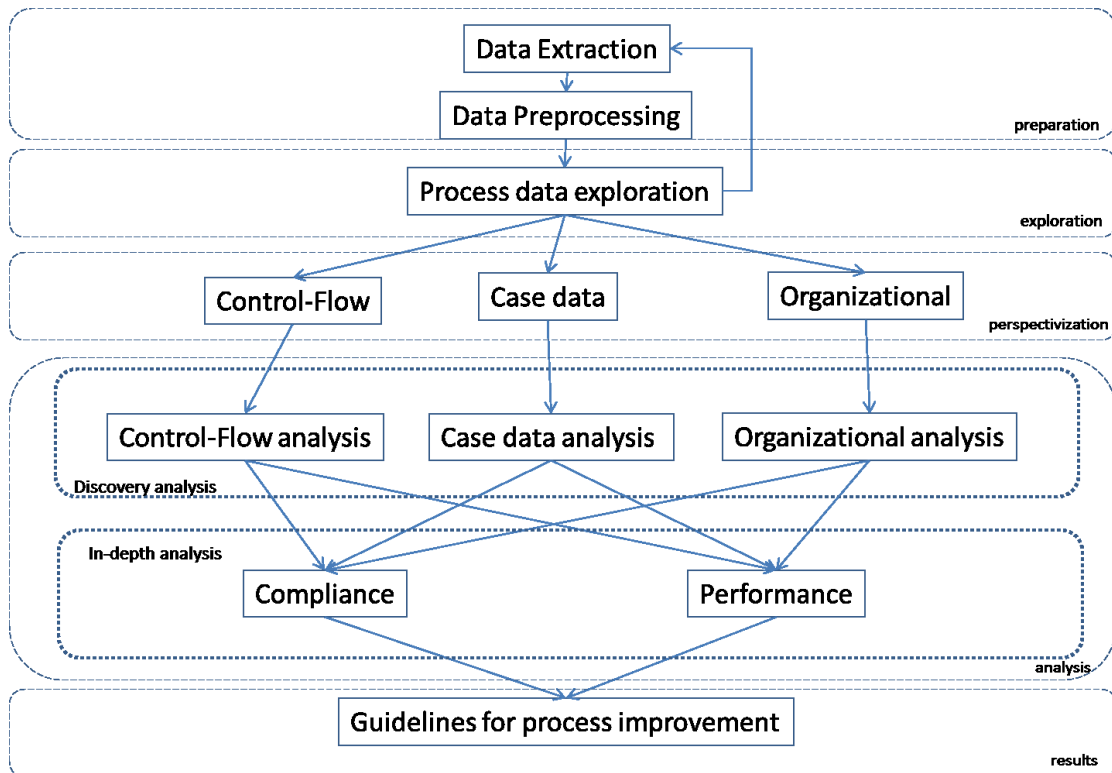 Data Extraction
Data Preprocessing
preparation
Process data exploration
exploration
Control-Flow
Case data
Organizational
perspectivization
Control-Flow analysis
Case data analysis
Organizational analysis
Discovery analysis
In-depth analysis
Compliance
Performance
analysis
Guidelines for process improvement
results